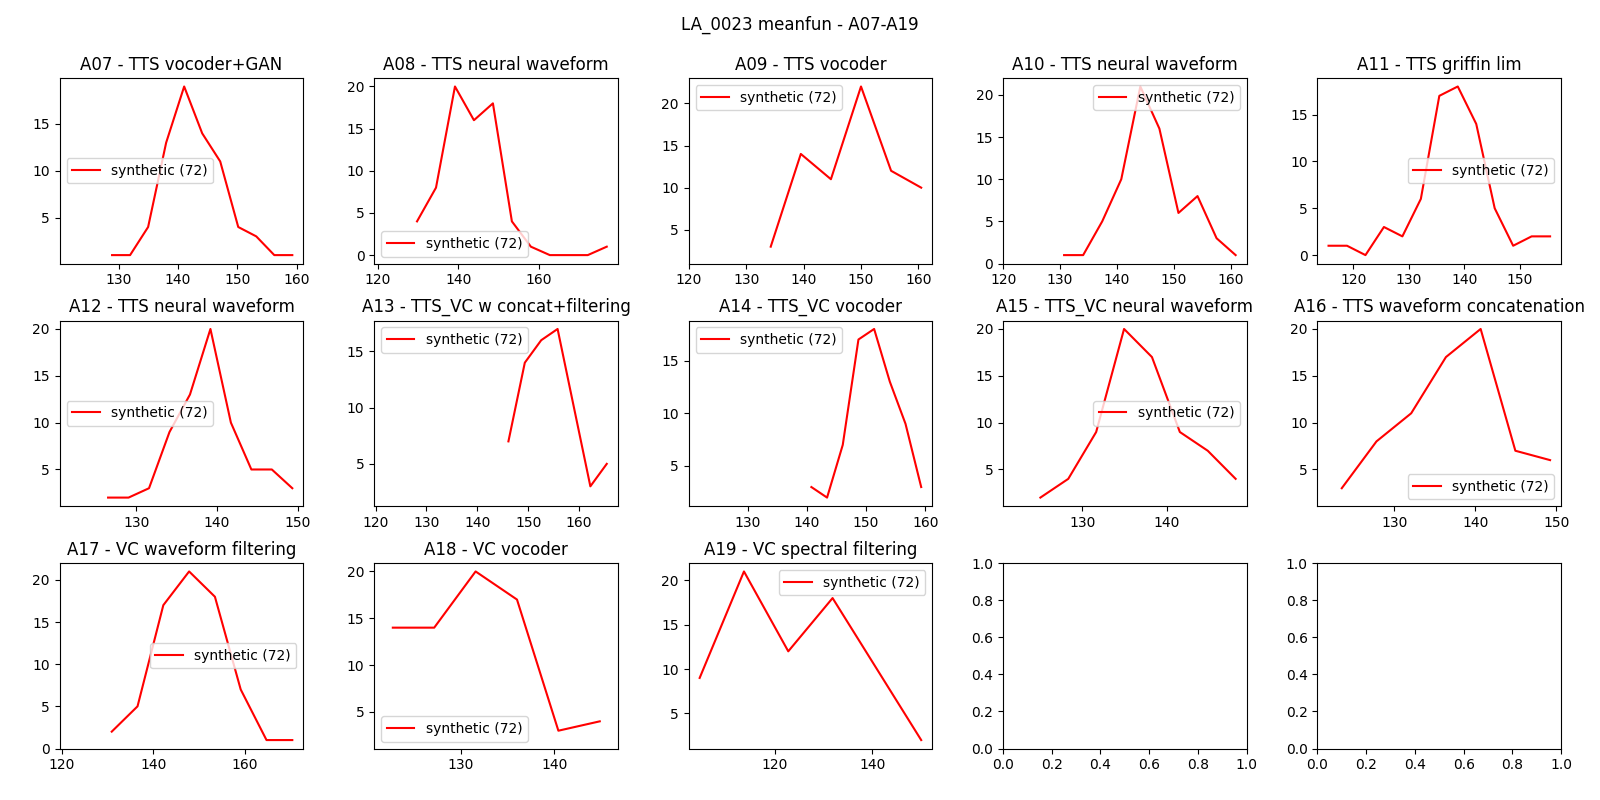 LA_0023 meanfun - A07-A19
A07 - TTS vocoder+GAN
15
10
5
130 140 150 160
synthetic (72)
A08 - TTS neural waveform
20
15
10
5
0
120 140 160
synthetic (72)
A09 - TTS vocoder
20
15
10
5
120 130 140 150 160
synthetic (72)
A10 - TTS neural waveform
20
15
10
5
0
120 130 140 150 160
synthetic (72)
A11 - TTS griffin lim
15
10
5
0
120 130 140 150
synthetic (72)
A12 - TTS neural waveform
20
15
10
5
130 140 150
synthetic (72)
A13 - TTS_VC w concat+filtering
15
10
5
120 130 140 150 160
synthetic (72)
A14 - TTS_VC vocoder
15
10
5
130 140 150 160
synthetic (72)
A15 - TTS_VC neural waveform
20
15
10
5
130 140
synthetic (72)
A16 - TTS waveform concatenation
20
15
10
5
130 140 150
synthetic (72)
A17 - VC waveform filtering
20
15
10
5
0
120 140 160
synthetic (72)
A18 - VC vocoder
20
15
10
5
130 140
synthetic (72)
A19 - VC spectral filtering
20
15
10
5
120 140
synthetic (72)
1.0
0.8
0.6
0.4
0.2
0.0
0.0 0.2 0.4 0.6 0.8 1.0
1.0
0.8
0.6
0.4
0.2
0.0
0.0 0.2 0.4 0.6 0.8 1.0